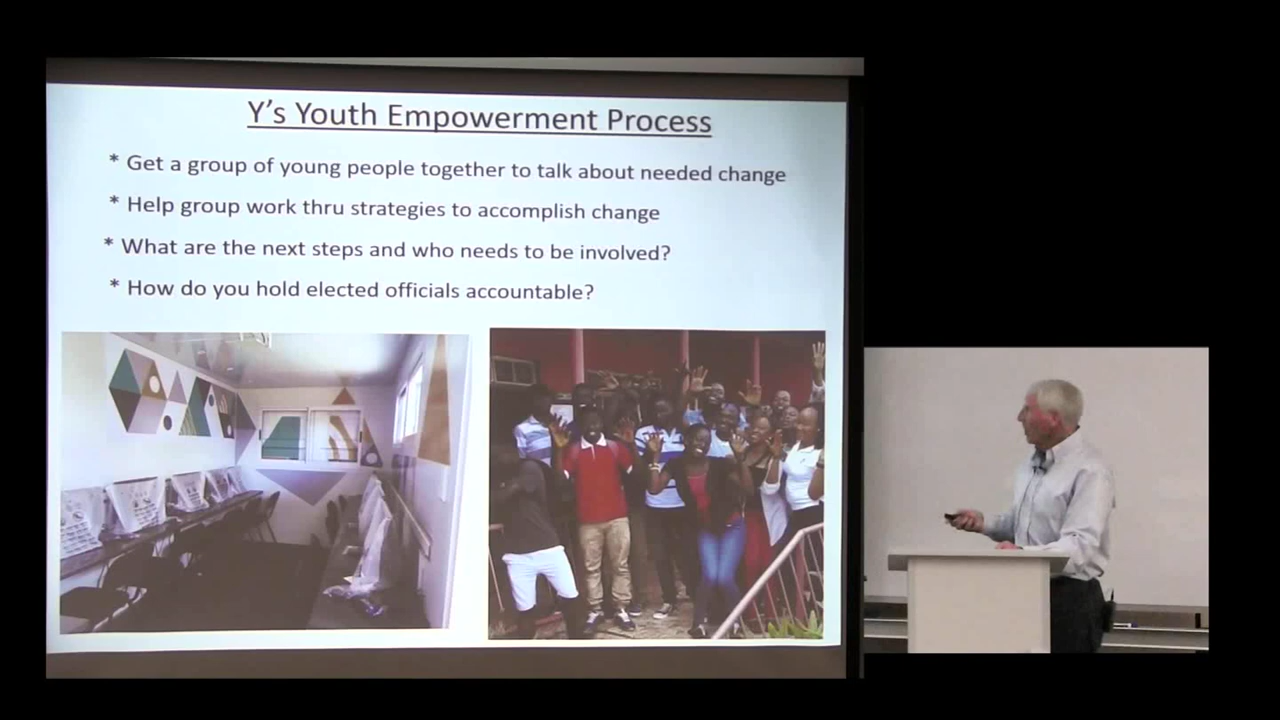 Y's Youth Empowerment Process
* Get a group of young people together to talk about needed change
* Help group work thru strategies to accomplish change
* What are the next steps and who needs to be involved?
* How do you hold elected officials accountable?